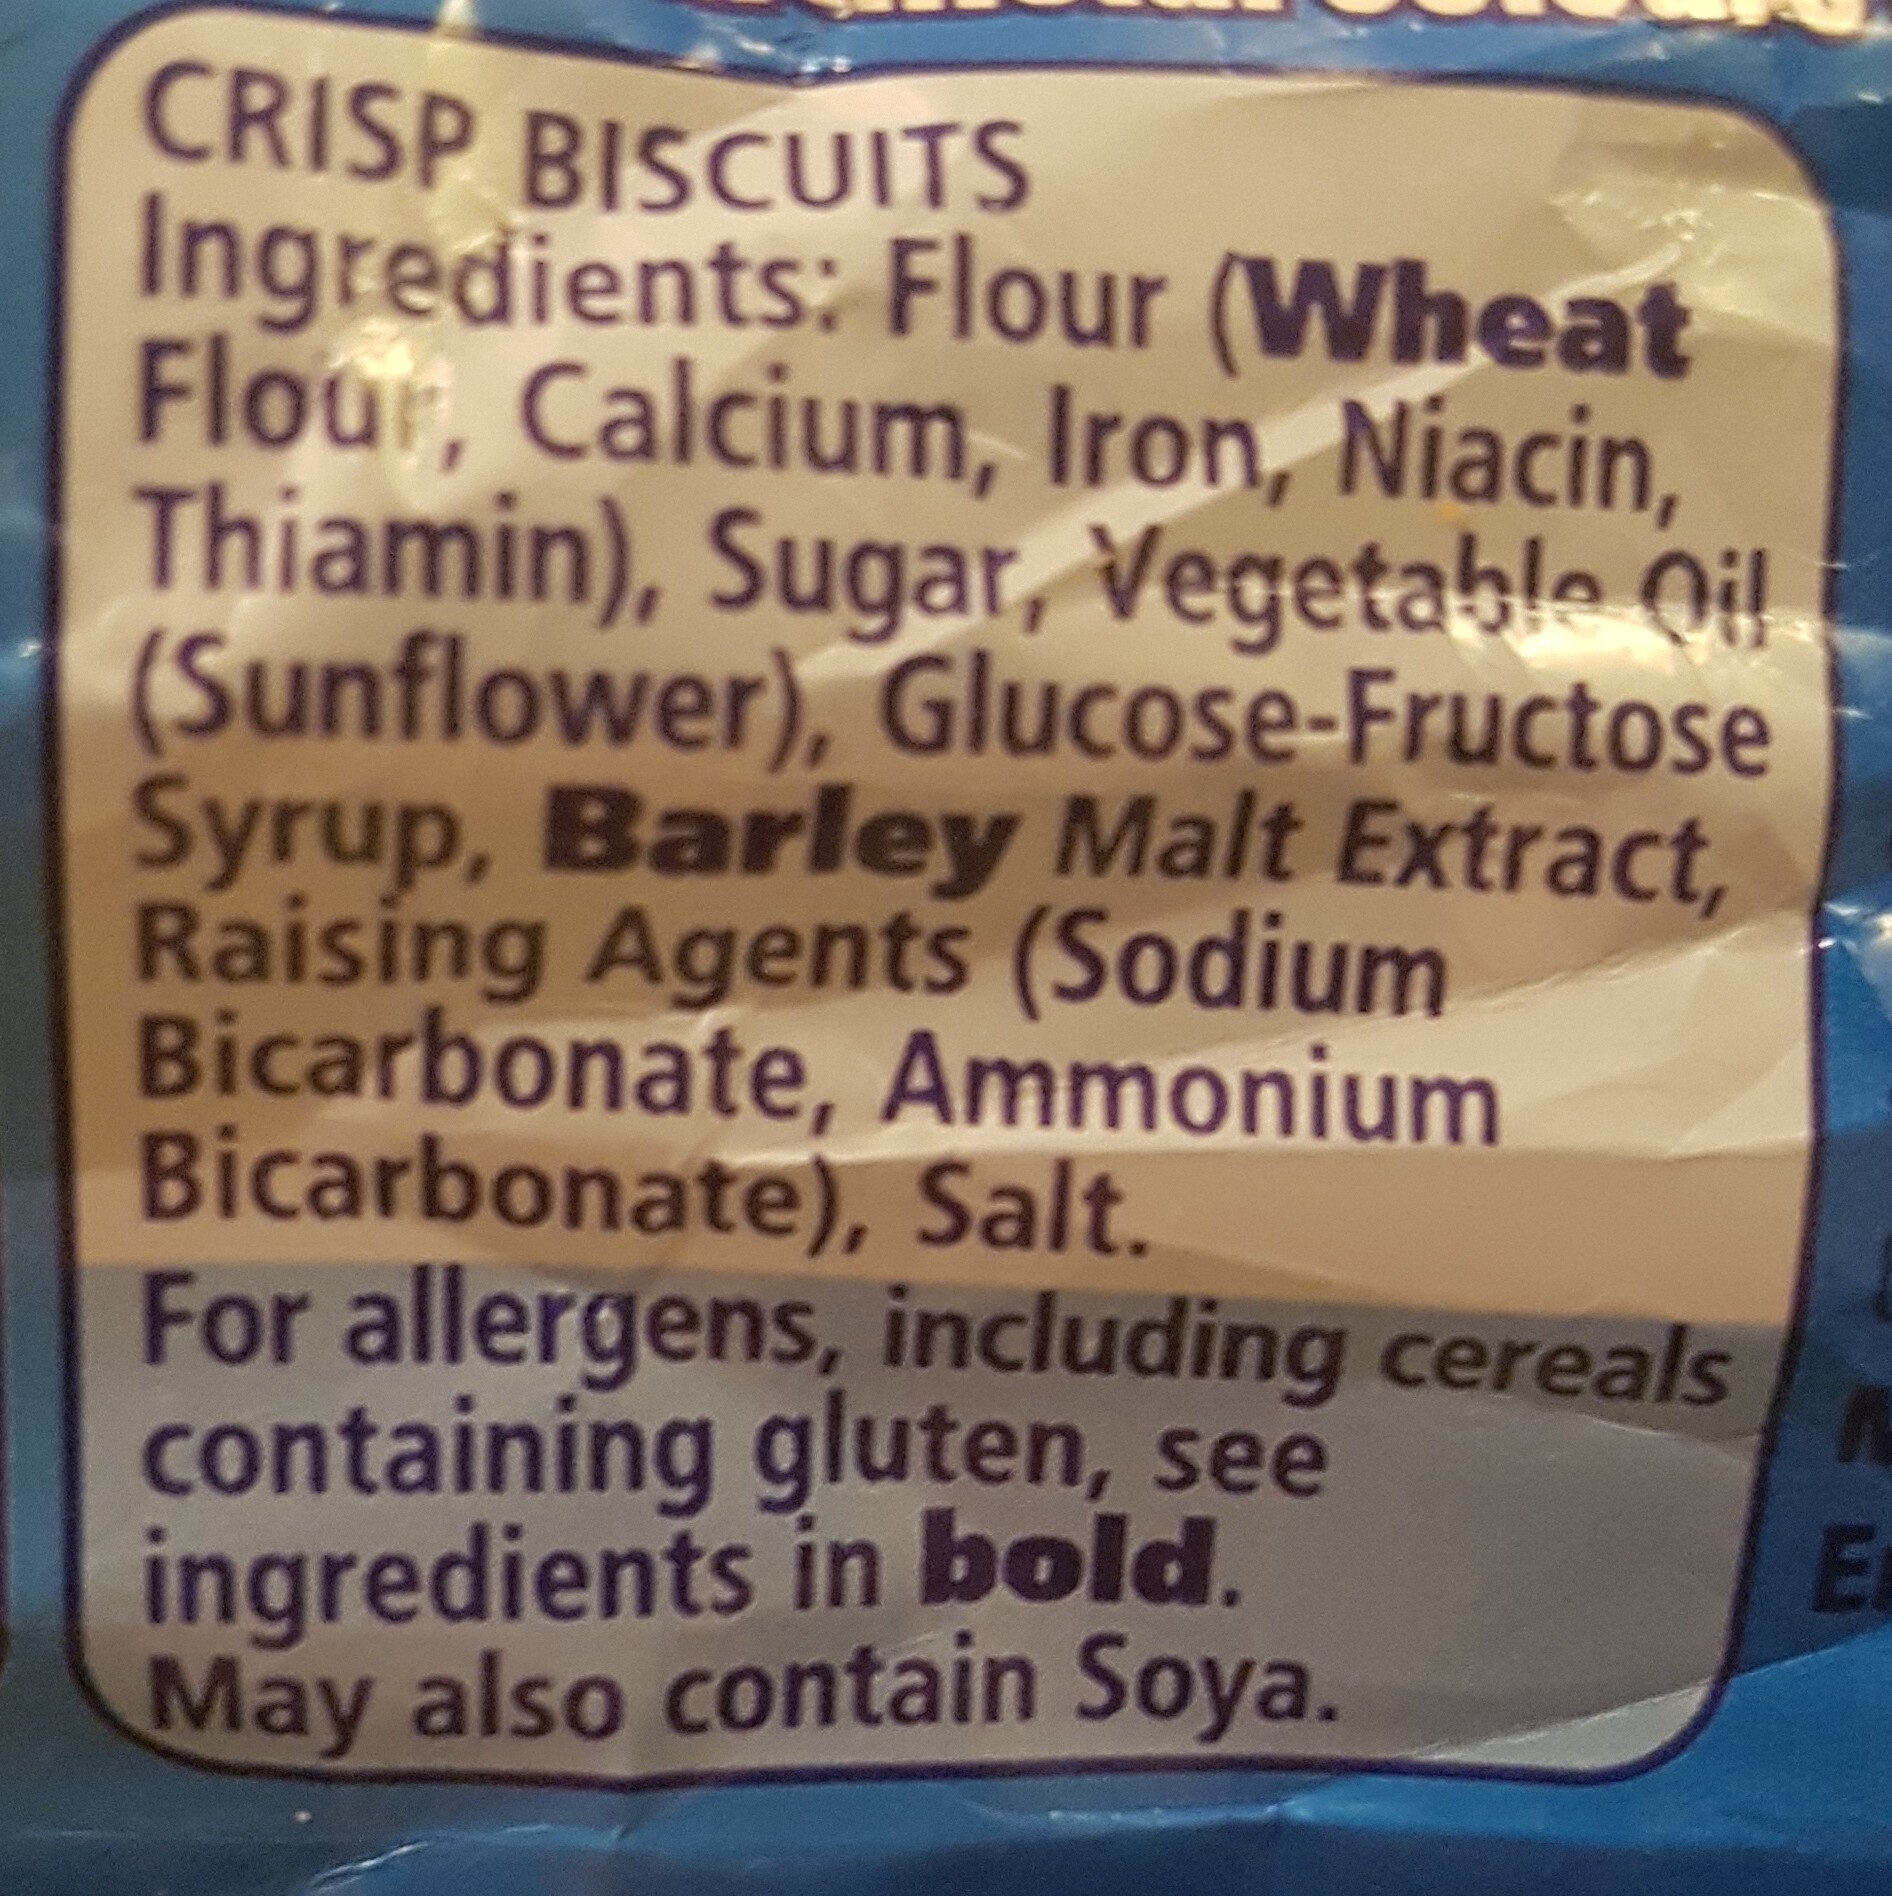 CRISP BISCUITS
Ingredients: Flour (Wheat
Flour, Calcium, Iron, Niacin,
Thiamin), Sugar, Vegetable Oil
(Sunflower), Glucose-Fructose
Syrup, Barley Malt Extract,
Raising Agents (Sodium
Bicarbonate, Ammonium
Bicarbonate), Salt.
For allergens, including cereals
containing gluten, see
ingredients in bold.
May also contain Soya.